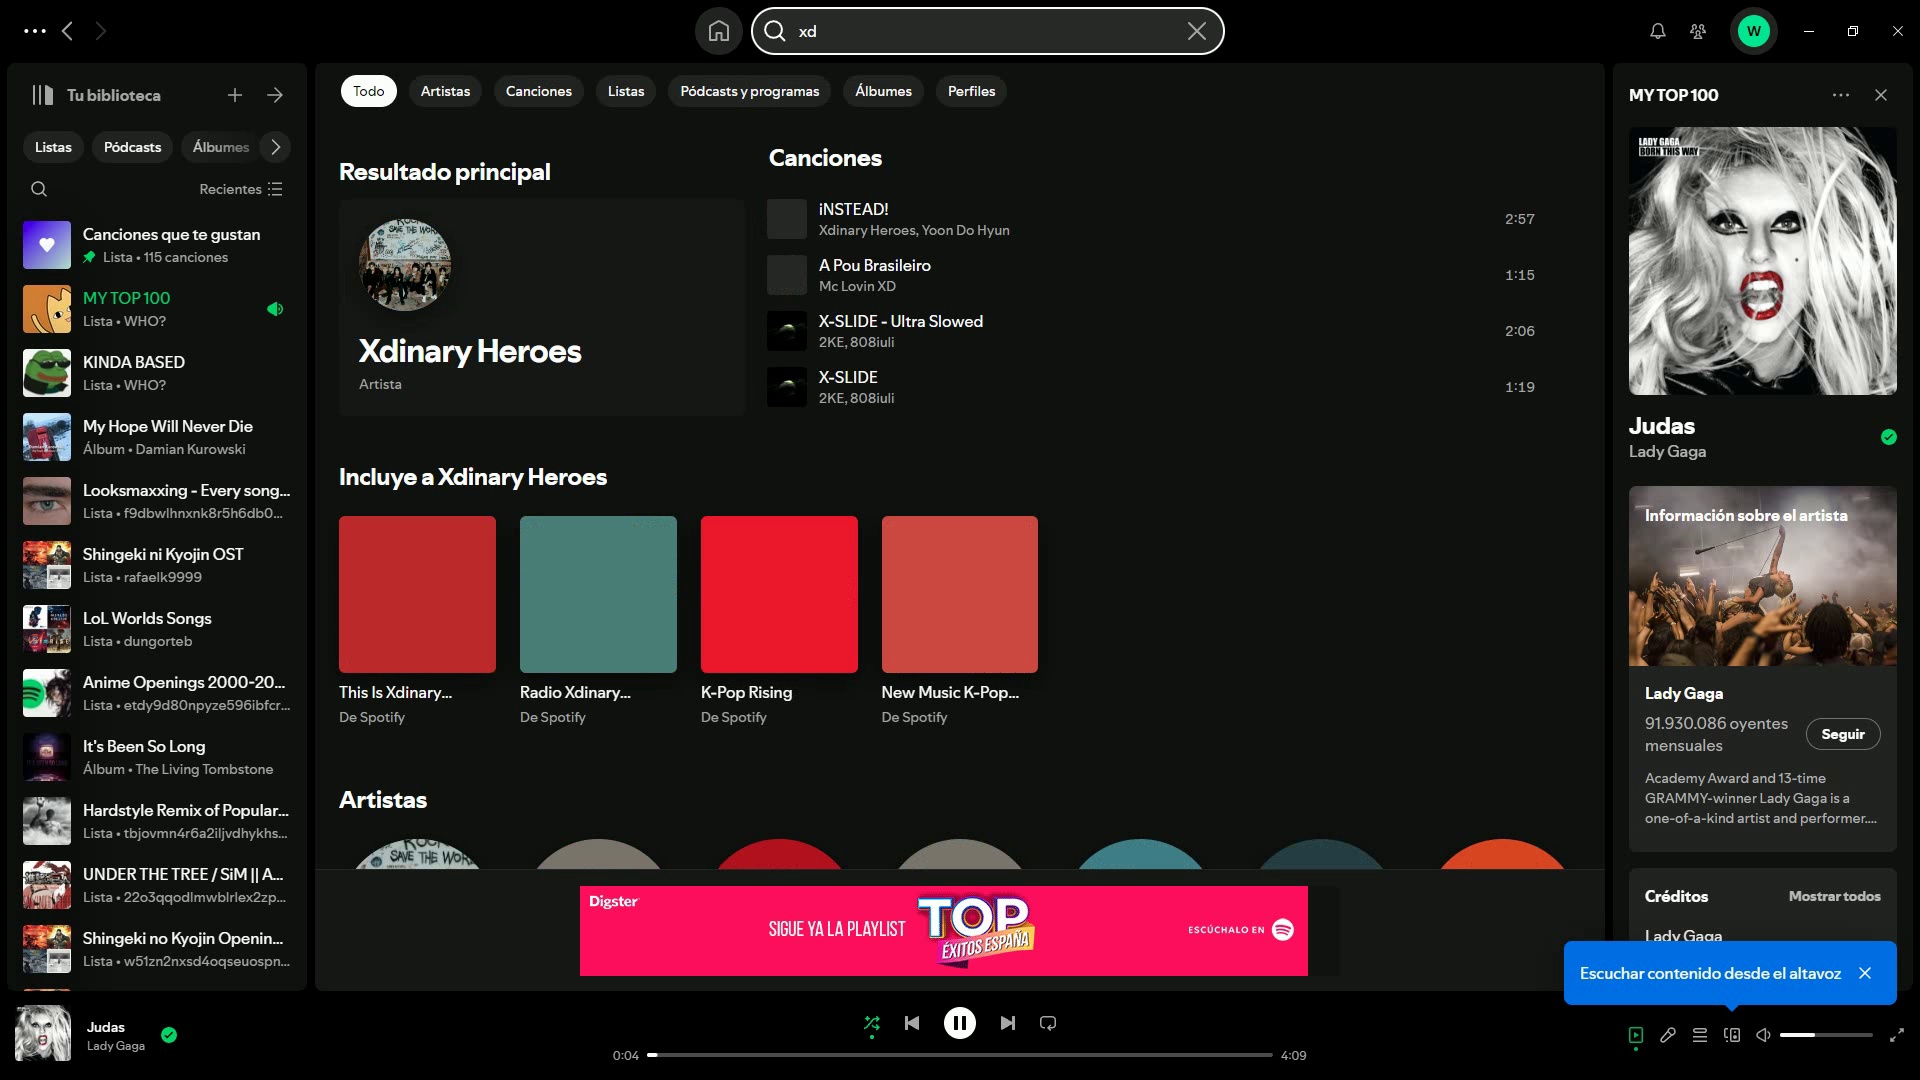 xd
W
Tu biblioteca
Listas
Pódcasts
Álbumes
Recientes
Canciones que te gustan
Lista • 115 canciones
MY TOP 100
Lista • WHO?
KINDA BASED
Lista • WHO?
My Hope Will Never Die
Álbum • Damian Kurowski
Looksmaxxing - Every song...
Lista • f9dbwlhnxnk8r5h6db0...
Shingeki ni Kyojin OST
Lista • rafaelk9999
LoL Worlds Songs
Lista • dungorteb
Anime Openings 2000-20...
Lista • etdy9d80npyze596ibfcr...
It's Been So Long
Álbum • The Living Tombstone
Hardstyle Remix of Popular...
Lista • tbjovmn4r6a2iljvdhykhs...
UNDER THE TREE / SiM || A...
Lista • 22o3qqodlmwblrlex2zp...
Shingeki no Kyojin Openin...
Lista • w51zn2nxsd4oqseuospn...
Todo
Artistas
Canciones
Listas
Pódcasts y programas
Álbumes
Perfiles
Resultado principal
Xdinary Heroes
Artista
Canciones
iNSTEAD!
Xdinary Heroes, Yoon Do Hyun
2:57
A Pou Brasileiro
Mc Lovin XD
1:15
X-SLIDE - Ultra Slowed
2KE, 808iuli
2:06
X-SLIDE
2KE, 808iuli
1:19
Incluye a Xdinary Heroes
This Is Xdinary...
De Spotify
Radio Xdinary...
De Spotify
K-Pop Rising
De Spotify
New Music K-Pop...
De Spotify
Artistas
SAVE THE WOR
Digster
SIGUE YA LA PLAYLIST
TOP
ÉXITOS ESPAÑA
ESCÚCHALO EN
MY TOP 100
LADY GAGA
BORN THIS WAY
Judas
Lady Gaga
Información sobre el artista
Lady Gaga
91.930.086 oyentes
mensuales
Seguir
Academy Award and 13-time
GRAMMY-winner Lady Gaga is a
one-of-a-kind artist and performer....
Créditos
Mostrar todos
Lady Gaga
Escuchar contenido desde el altavoz
Judas
Lady Gaga
0:04
4:09